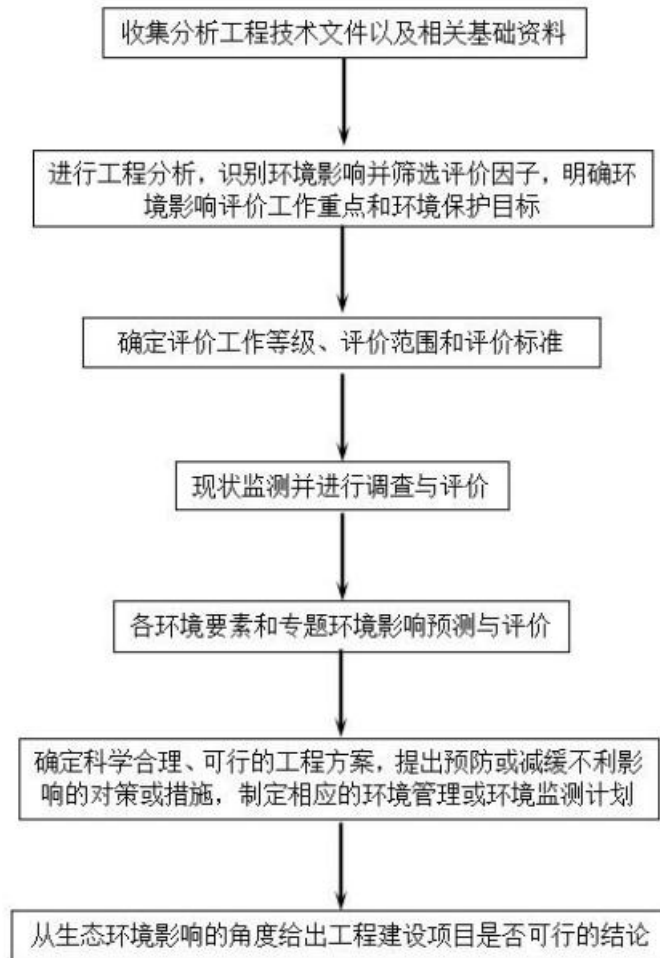 收集分析工程技术文件以及相关基础资料
进行工程分析，识别环境影响并筛选评价因子，明确环
境影响评价工作重点和环境保护目标
确定评价工作等级、评价范围和评价标准
现状监测并进行调查与评价
各环境要素和专题环境影响预测与评价
确定科学合理、可行的工程方案，提出预防或减缓不利影
响的对策或措施，制定相应的环境管理或环境监测计划
从生态环境影响的角度给出工程建设项目是否可行的结论